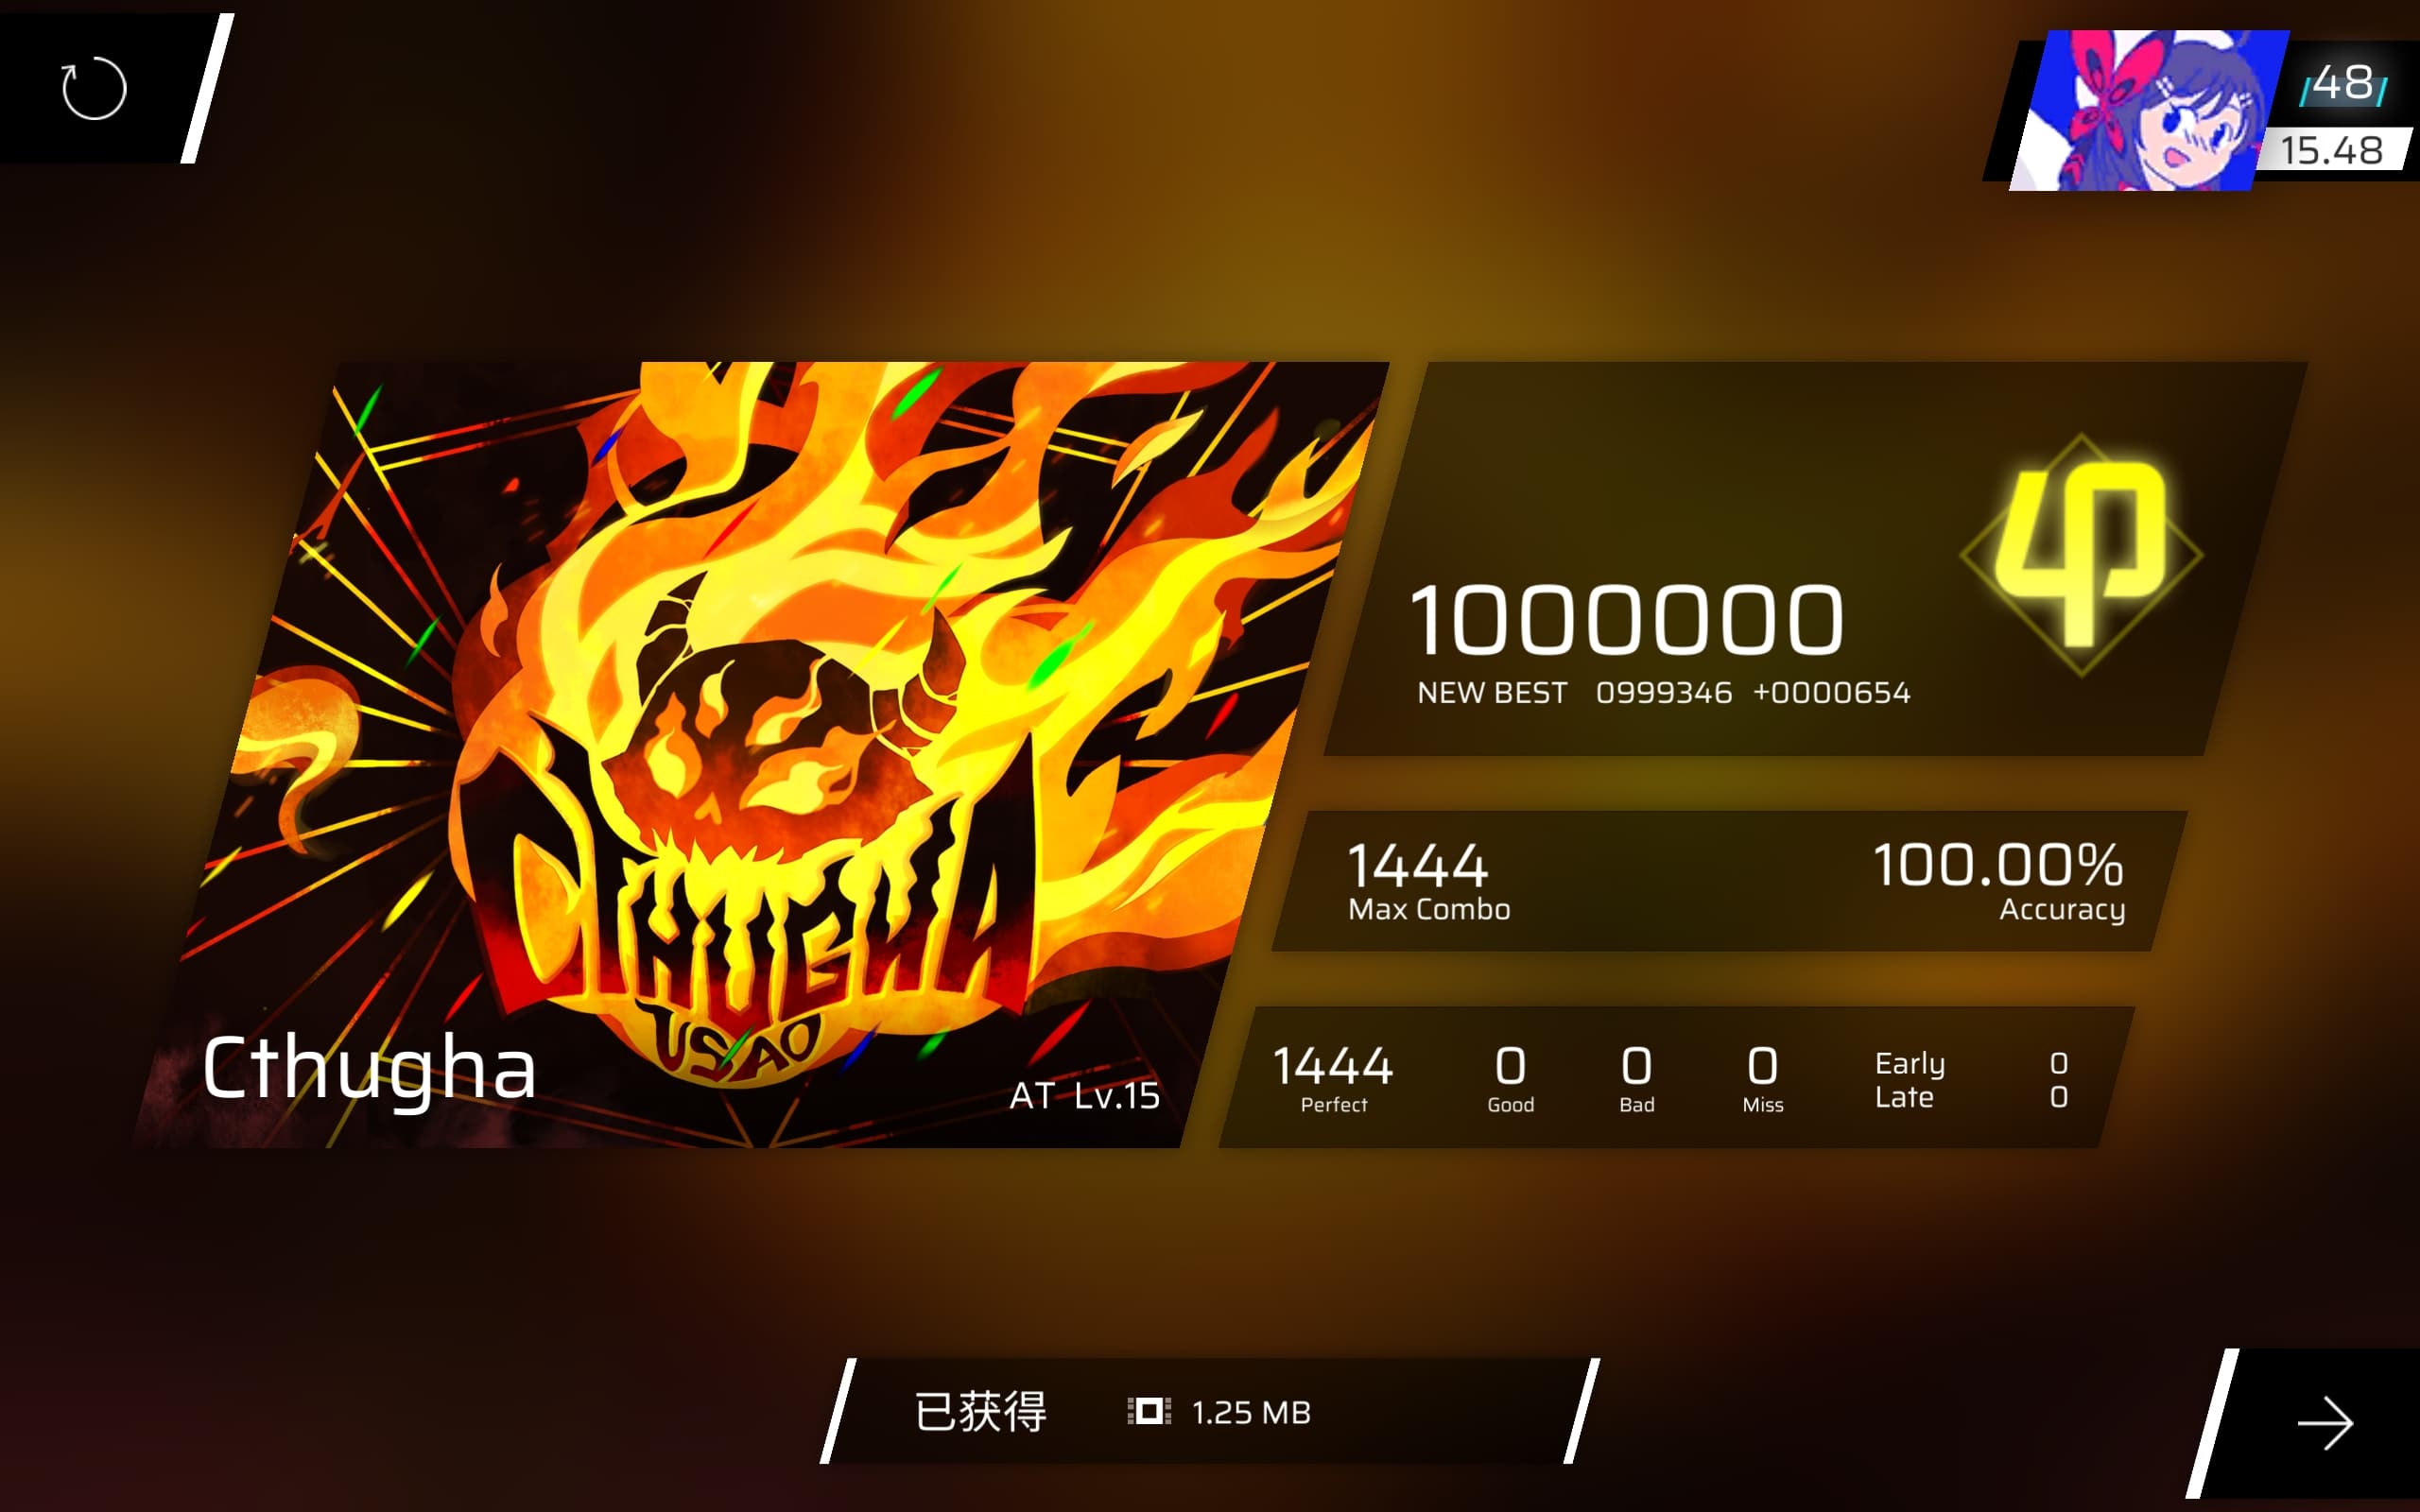 48
15.48
CTHUGHA
USAO
Cthugha
AT Lv.15
φ
1000000
NEW BEST 0999346 +0000654
1444
Max Combo
100.00%
Accuracy
1444 0 0 0 Early 0
Perfect Good Bad Miss Late 0
已获得 1.25 MB